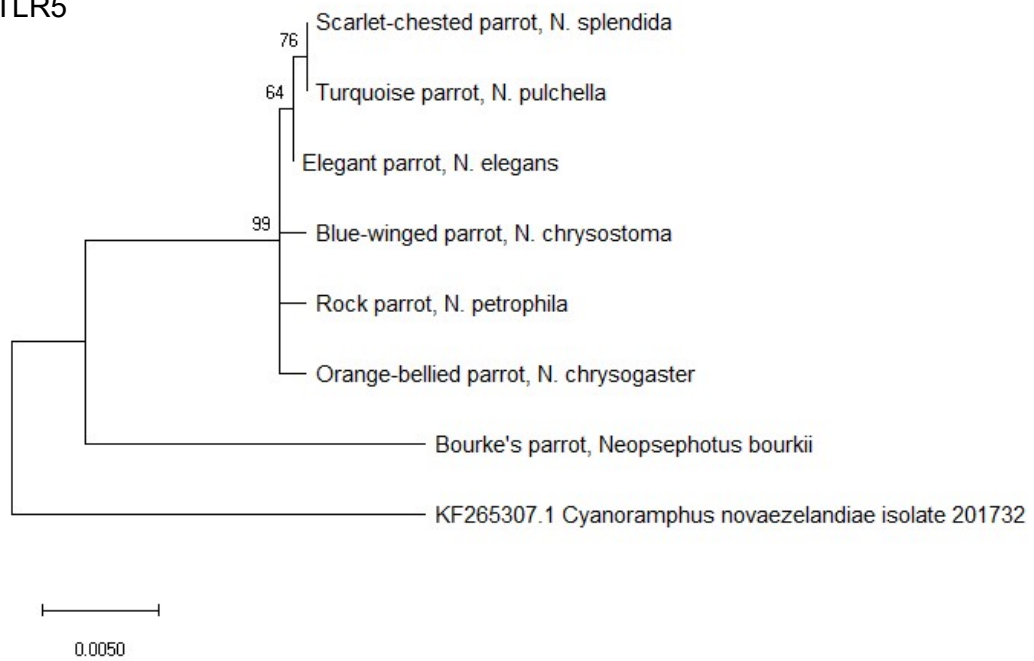 TLR5
Scarlet-chested parrot, N. splendida
76
Turquoise parrot, N. pulchella
64
Elegant parrot, N. elegans
99
Blue-winged parrot, N. chrysostoma
Rock parrot, N. petrophila
Orange-bellied parrot, N. chrysogaster
Bourke's parrot, Neopsephotus bourkii
KF265307.1 Cyanoramphus novaezelandiae isolate 201732
0.0050